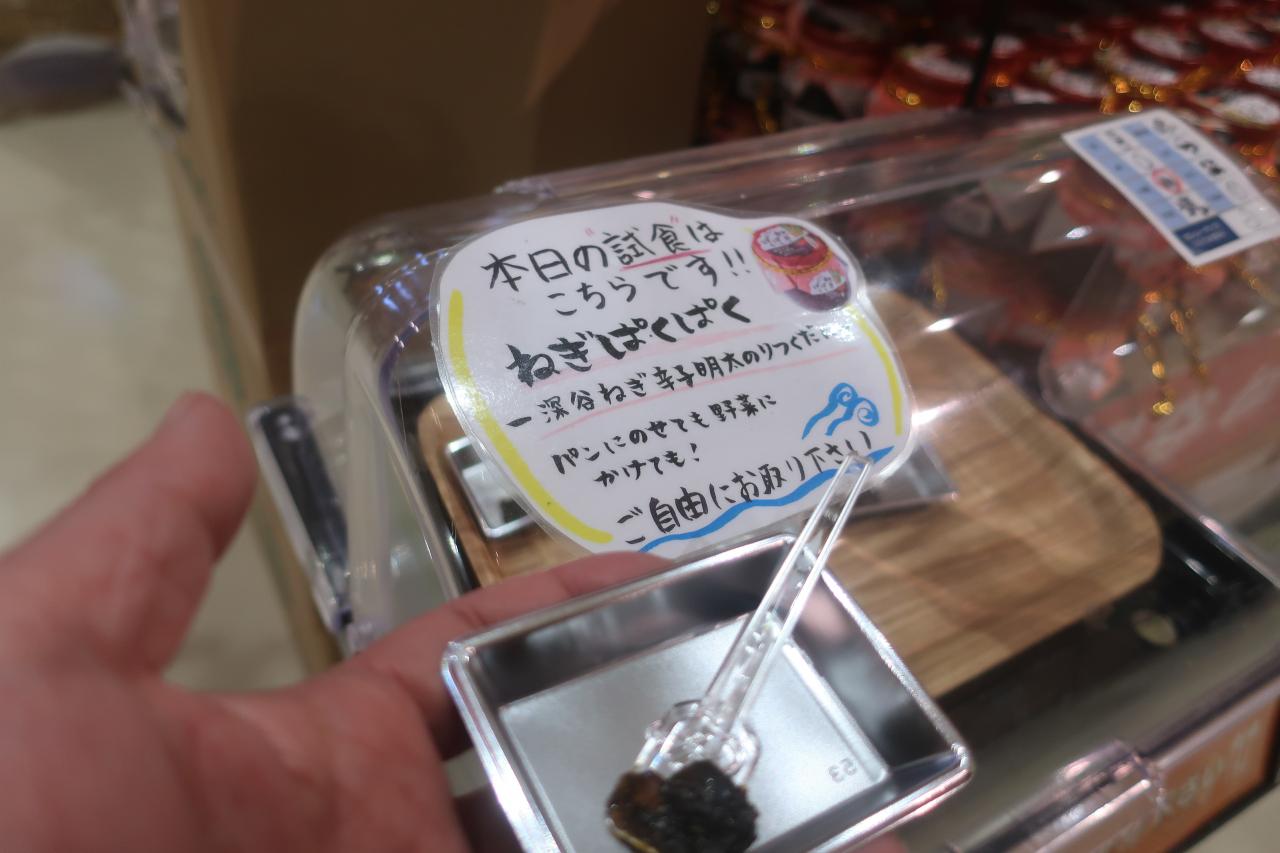 本日の"試食"は
こちらです!!
ねぎぱくぱく
ー深谷ねぎ辛子明太のりつくだ
パンにのせても野菜に
かけても!
ご自由にお取り下さい
53